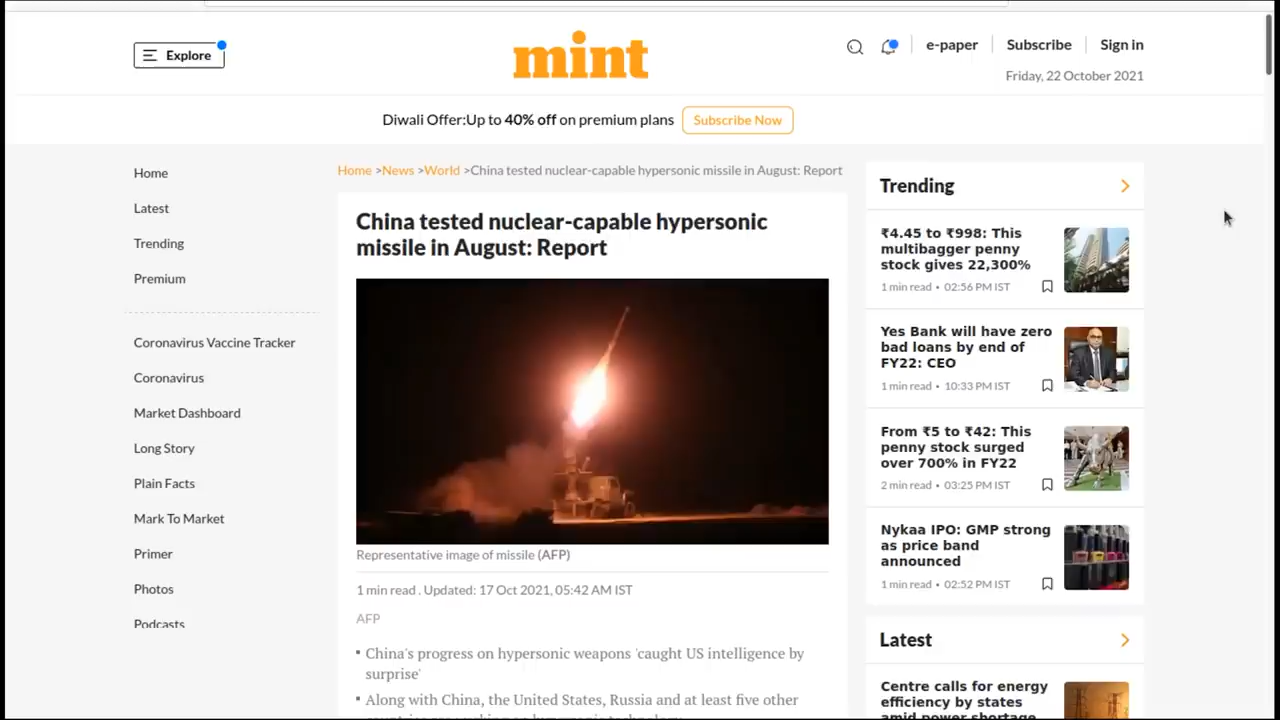 Explore
mint
e-paper
Subscribe
Sign in
Friday, 22 October 2021
Diwali Offer:Up to 40% off on premium plans
Subscribe Now
Home
Latest
Trending
Premium
Coronavirus Vaccine Tracker
Coronavirus
Market Dashboard
Long Story
Plain Facts
Mark To Market
Primer
Photos
Podcasts
Home >News >World >China tested nuclear-capable hypersonic missile in August: Report
China tested nuclear-capable hypersonic
missile in August: Report
Representative image of missile (AFP)
1 min read . Updated: 17 Oct 2021, 05:42 AM IST
AFP
China's progress on hypersonic weapons 'caught US intelligence by
surprise'
Along with China, the United States, Russia and at least five other
Trending
₹4.45 to ₹998: This
multibagger penny
stock gives 22,300%
1 min read • 02:56 PM IST
Yes Bank will have zero
bad loans by end of
FY22: CEO
1 min read • 10:33 PM IST
From ₹5 to ₹42: This
penny stock surged
over 700% in FY22
2 min read • 03:25 PM IST
Nykaa IPO: GMP strong
as price band
announced
1 min read • 02:52 PM IST
Latest
Centre calls for energy
efficiency by states
amid power shortage